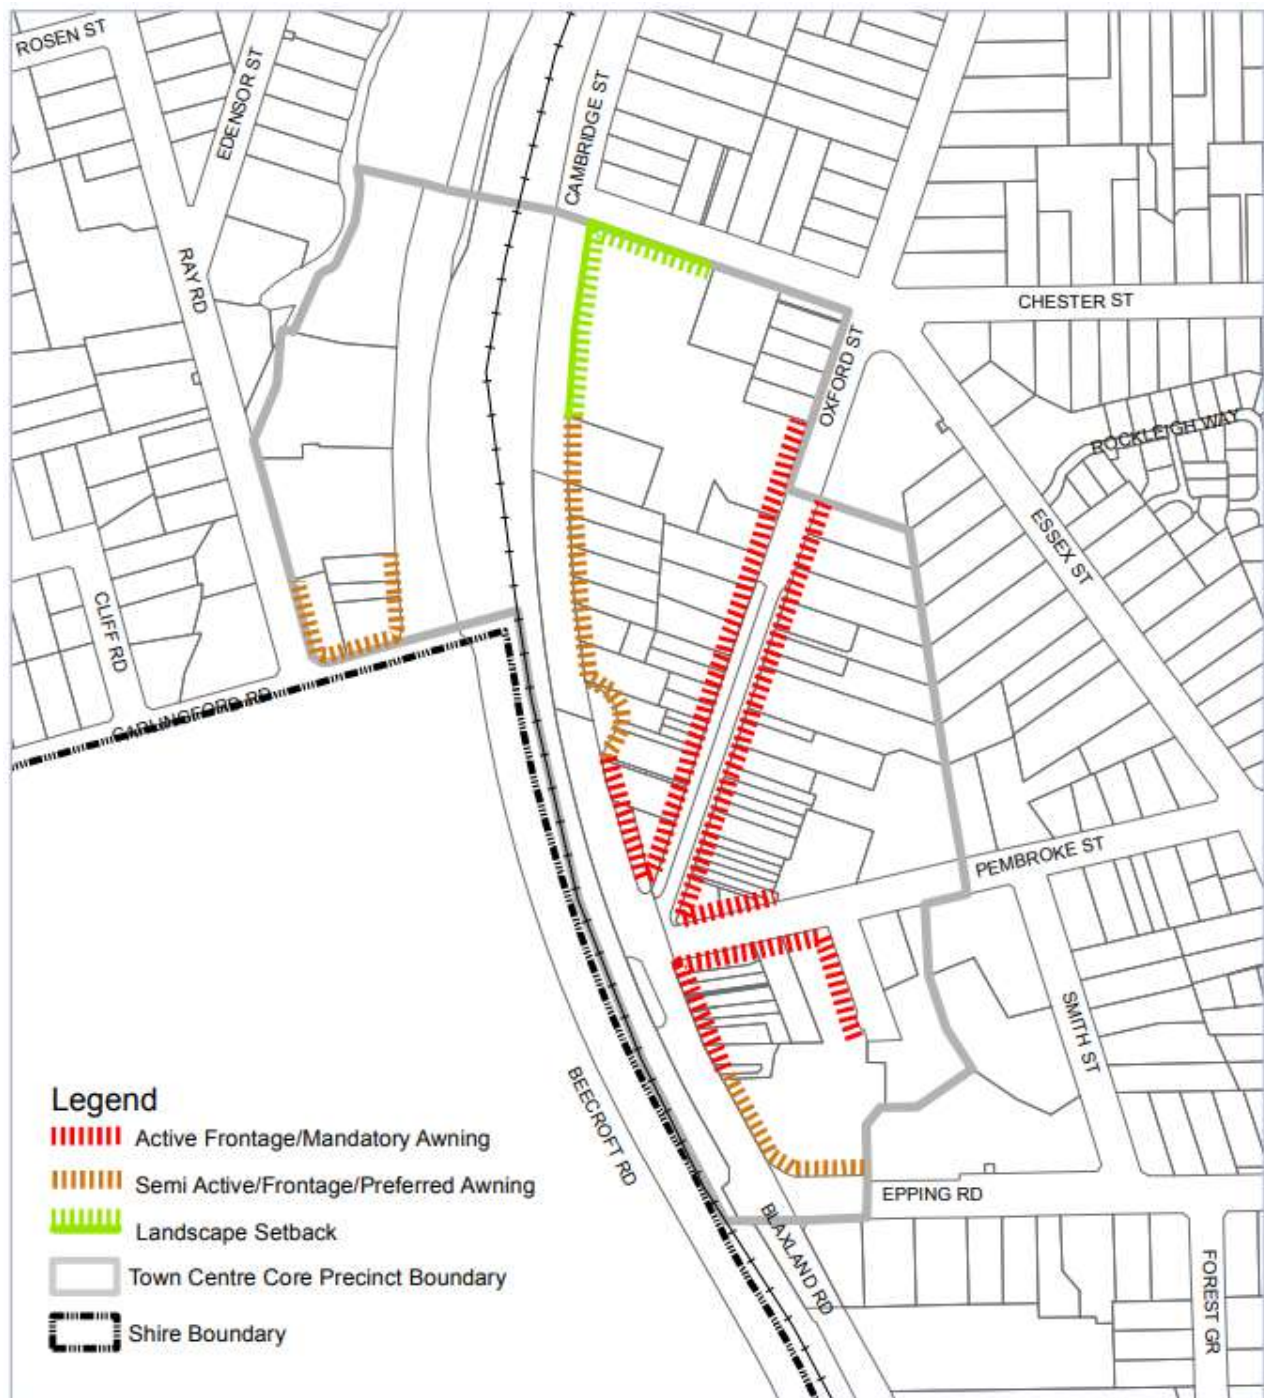 ROSEN ST
EDENSOR ST
CAMBRIDGE ST
RAY RD
CHESTER ST
OXFORD ST
ROCKLEIGH WAY
ESSEX ST
CLIFF RD
CARLINGFORD RD
PEMBROKE ST
SMITH ST
BEECROFT RD
EPPING RD
BLAXLAND RD
FOREST GR
Legend
Active Frontage/Mandatory Awning
Semi Active/Frontage/Preferred Awning
Landscape Setback
Town Centre Core Precinct Boundary
Shire Boundary